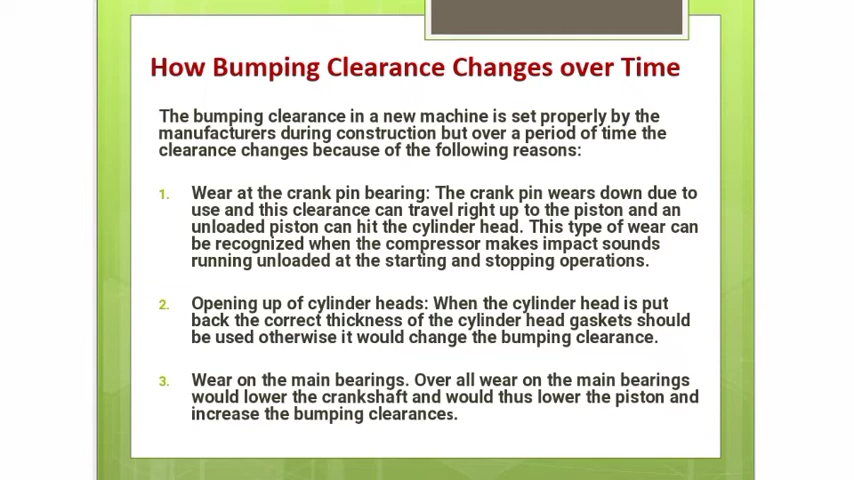 How Bumping Clearance Changes over Time
The bumping clearance in a new machine is set properly by the
manufacturers during construction but over a period of time the
clearance changes because of the following reasons:
1. Wear at the crank pin bearing: The crank pin wears down due to
use and this clearance can travel right up to the piston and an
unloaded piston can hit the cylinder head. This type of wear can
be recognized when the compressor makes impact sounds
running unloaded at the starting and stopping operations.
2. Opening up of cylinder heads: When the cylinder head is put
back the correct thickness of the cylinder head gaskets should
be used otherwise it would change the bumping clearance.
3. Wear on the main bearings. Over all wear on the main bearings
would lower the crankshaft and would thus lower the piston and
increase the bumping clearances.